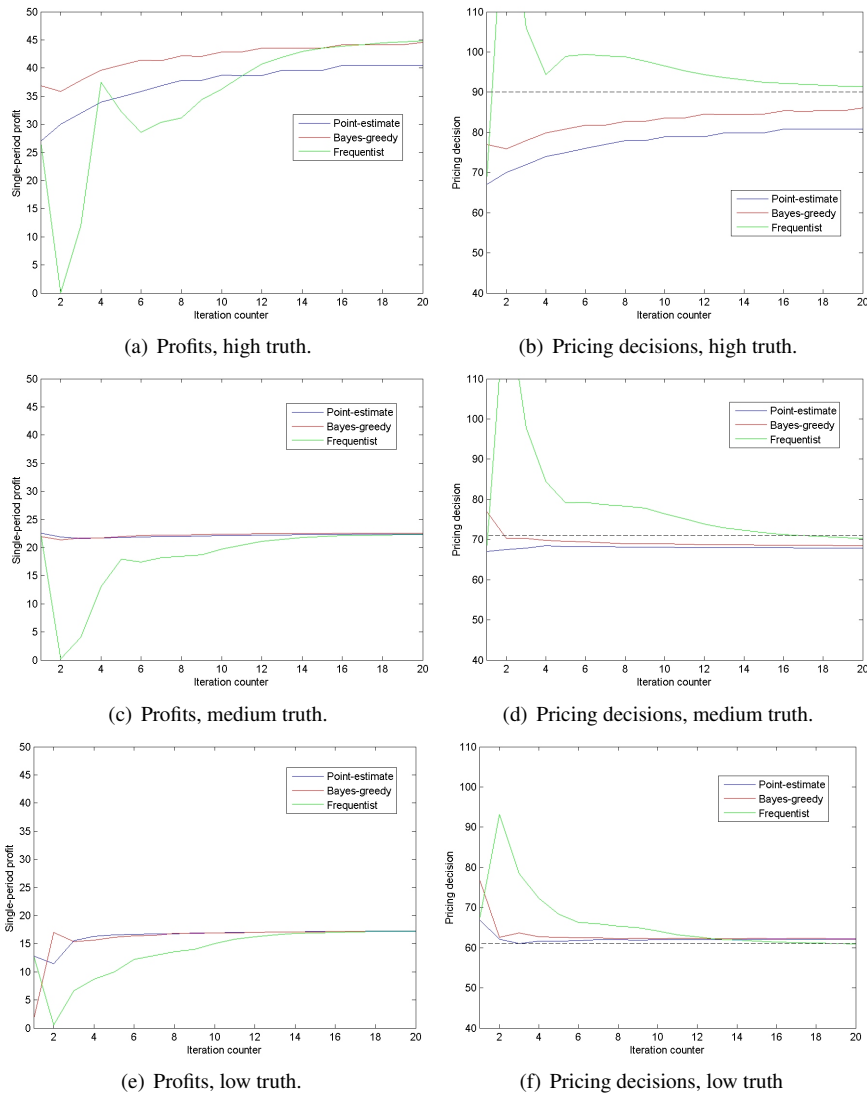 50
45
40
35
30
25
20
15
10
5
0
Single-period profit
Point-estimate
Bayes-greedy
Frequentist
2 4 6 8 10 12 14 16 18 20
Iteration counter
(a) Profits, high truth.
110
100
90
80
70
60
50
40
Pricing decision
Point-estimate
Bayes-greedy
Frequentist
2 4 6 8 10 12 14 16 18 20
Iteration counter
(b) Pricing decisions, high truth.
50
45
40
35
30
25
20
15
10
5
0
Single-period profit
Point-estimate
Bayes-greedy
Frequentist
2 4 6 8 10 12 14 16 18 20
Iteration counter
(c) Profits, medium truth.
110
100
90
80
70
60
50
40
Pricing decision
Point-estimate
Bayes-greedy
Frequentist
2 4 6 8 10 12 14 16 18 20
Iteration counter
(d) Pricing decisions, medium truth.
50
45
40
35
30
25
20
15
10
5
0
Single-period profit
Point-estimate
Bayes-greedy
Frequentist
2 4 6 8 10 12 14 16 18 20
Iteration counter
(e) Profits, low truth.
110
100
90
80
70
60
50
40
Pricing decision
Point-estimate
Bayes-greedy
Frequentist
2 4 6 8 10 12 14 16 18 20
Iteration counter
(f) Pricing decisions, low truth